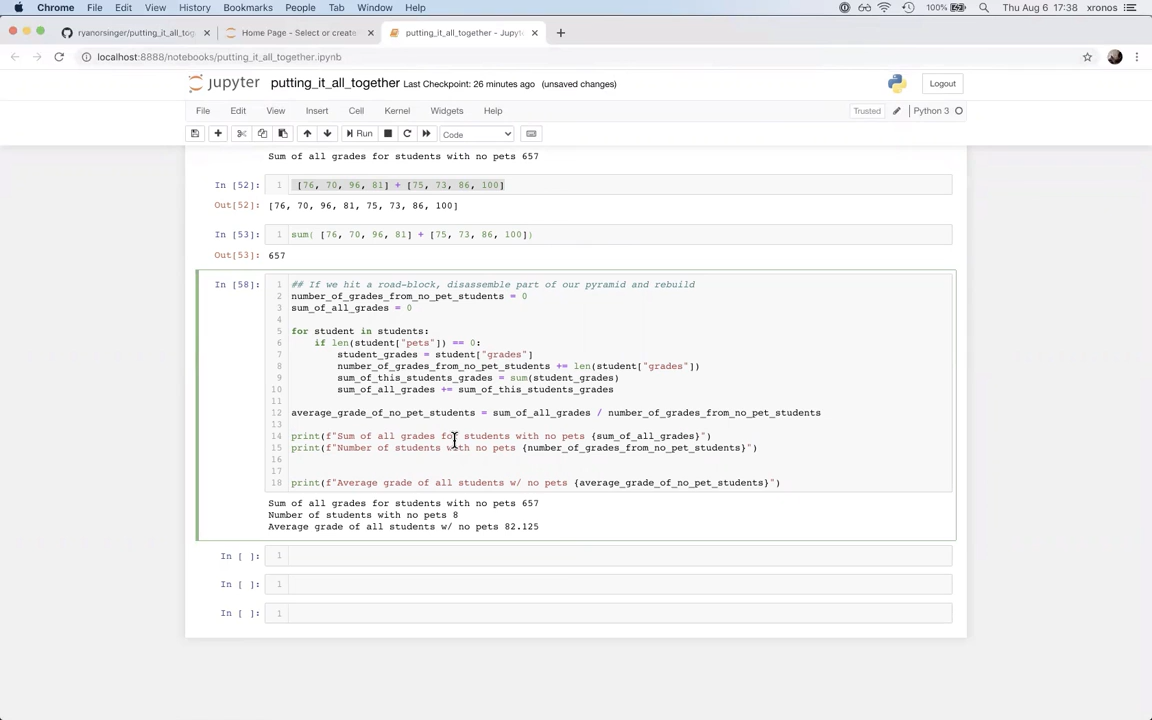 Chrome File Edit View History Bookmarks People Tab Window Help 100% Thu Aug 6 17:38 xronos
ryanorsinger/putting_it_all_tog Home Page - Select or create putting_it_all_together - Jupyt
localhost:8888/notebooks/putting_it_all_together.ipynb
jupyter putting_it_all_together Last Checkpoint: 26 minutes ago (unsaved changes) Logout
File Edit View Insert Cell Kernel Widgets Help Trusted Python 3
Run Code
Sum of all grades for students with no pets 657
In [52]: 1 [76, 70, 96, 81] + [75, 73, 86, 100]
Out[52]: [76, 70, 96, 81, 75, 73, 86, 100]
In [53]: 1 sum( [76, 70, 96, 81] + [75, 73, 86, 100])
Out[53]: 657
In [58]: 1 ## If we hit a road-block, disassemble part of our pyramid and rebuild
2 number_of_grades_from_no_pet_students = 0
3 sum_of_all_grades = 0
4
5 for student in students:
6 if len(student["pets"]) == 0:
7 student_grades = student["grades"]
8 number_of_grades_from_no_pet_students += len(student["grades"])
9 sum_of_this_students_grades = sum(student_grades)
10 sum_of_all_grades += sum_of_this_students_grades
11
12 average_grade_of_no_pet_students = sum_of_all_grades / number_of_grades_from_no_pet_students
13
14 print(f"Sum of all grades for students with no pets {sum_of_all_grades}")
15 print(f"Number of students with no pets {number_of_grades_from_no_pet_students}")
16
17
18 print(f"Average grade of all students w/ no pets {average_grade_of_no_pet_students}")
Sum of all grades for students with no pets 657
Number of students with no pets 8
Average grade of all students w/ no pets 82.125
In [ ]: 1
In [ ]: 1
In [ ]: 1